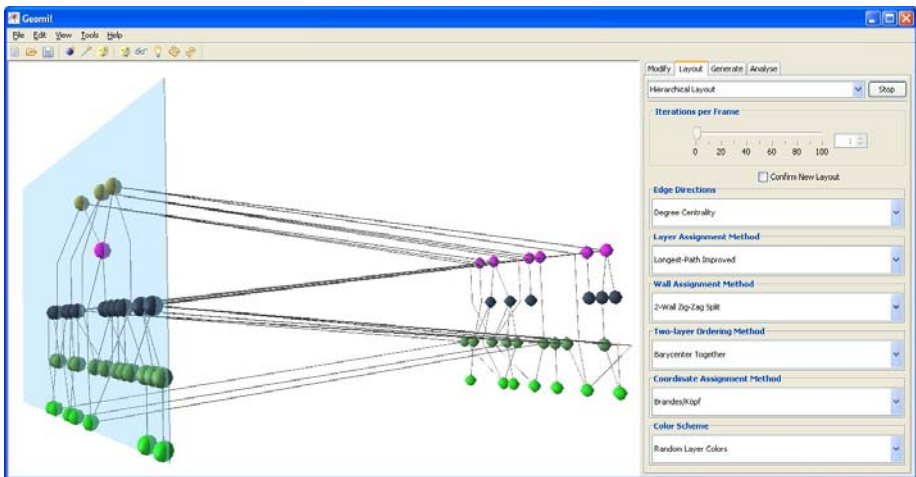 Geomi!
File Edit View Tools Help
Modify Layout Generate Analyse
Hierarchical Layout Stop
Iterations per Frame
1
0 20 40 60 80 100
Confirm New Layout
Edge Directions
Degree Centrality
Layer Assignment Method
Longest-Path Improved
Wall Assignment Method
2-Wall Zig-Zag Split
Two-layer Ordering Method
Barycenter Together
Coordinate Assignment Method
Brandes/Köpf
Color Scheme
Random Layer Colors